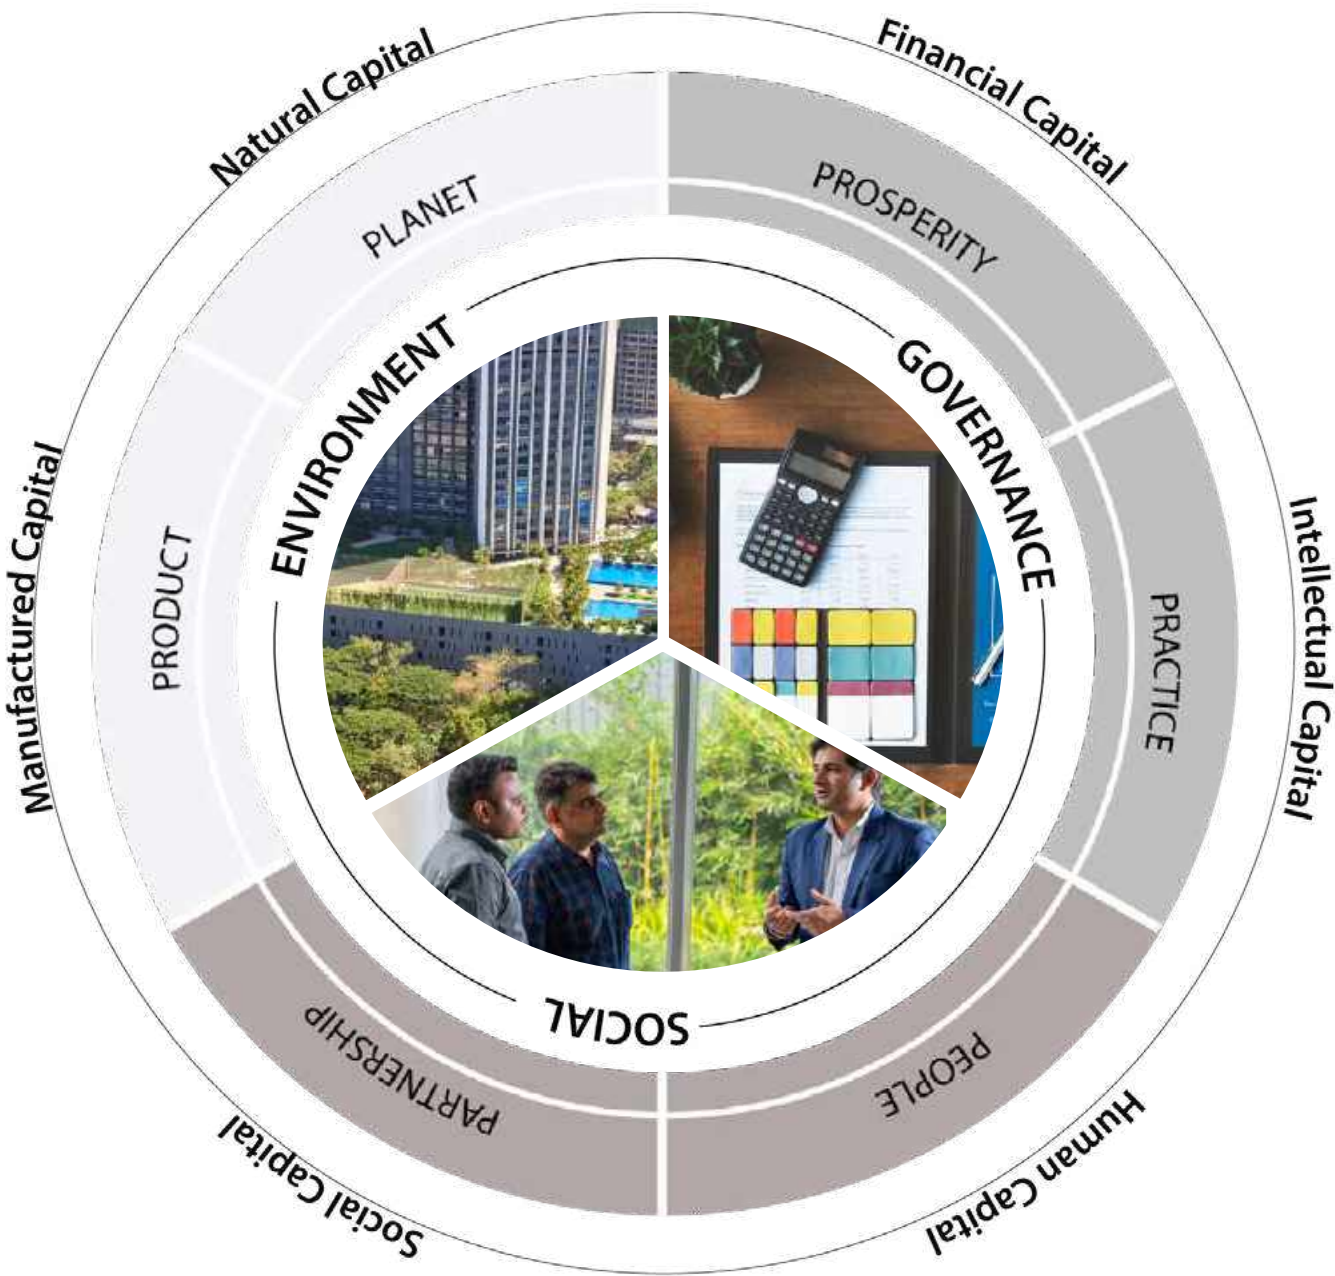 Natural Capital
Financial Capital
PLANET
PROSPERITY
ENVIRONMENT
GOVERNANCE
Manufactured Capital
PRODUCT
PRACTICE
Intellectual Capital
SOCIAL
PARTNERSHIP
PEOPLE
Social Capital
Human Capital